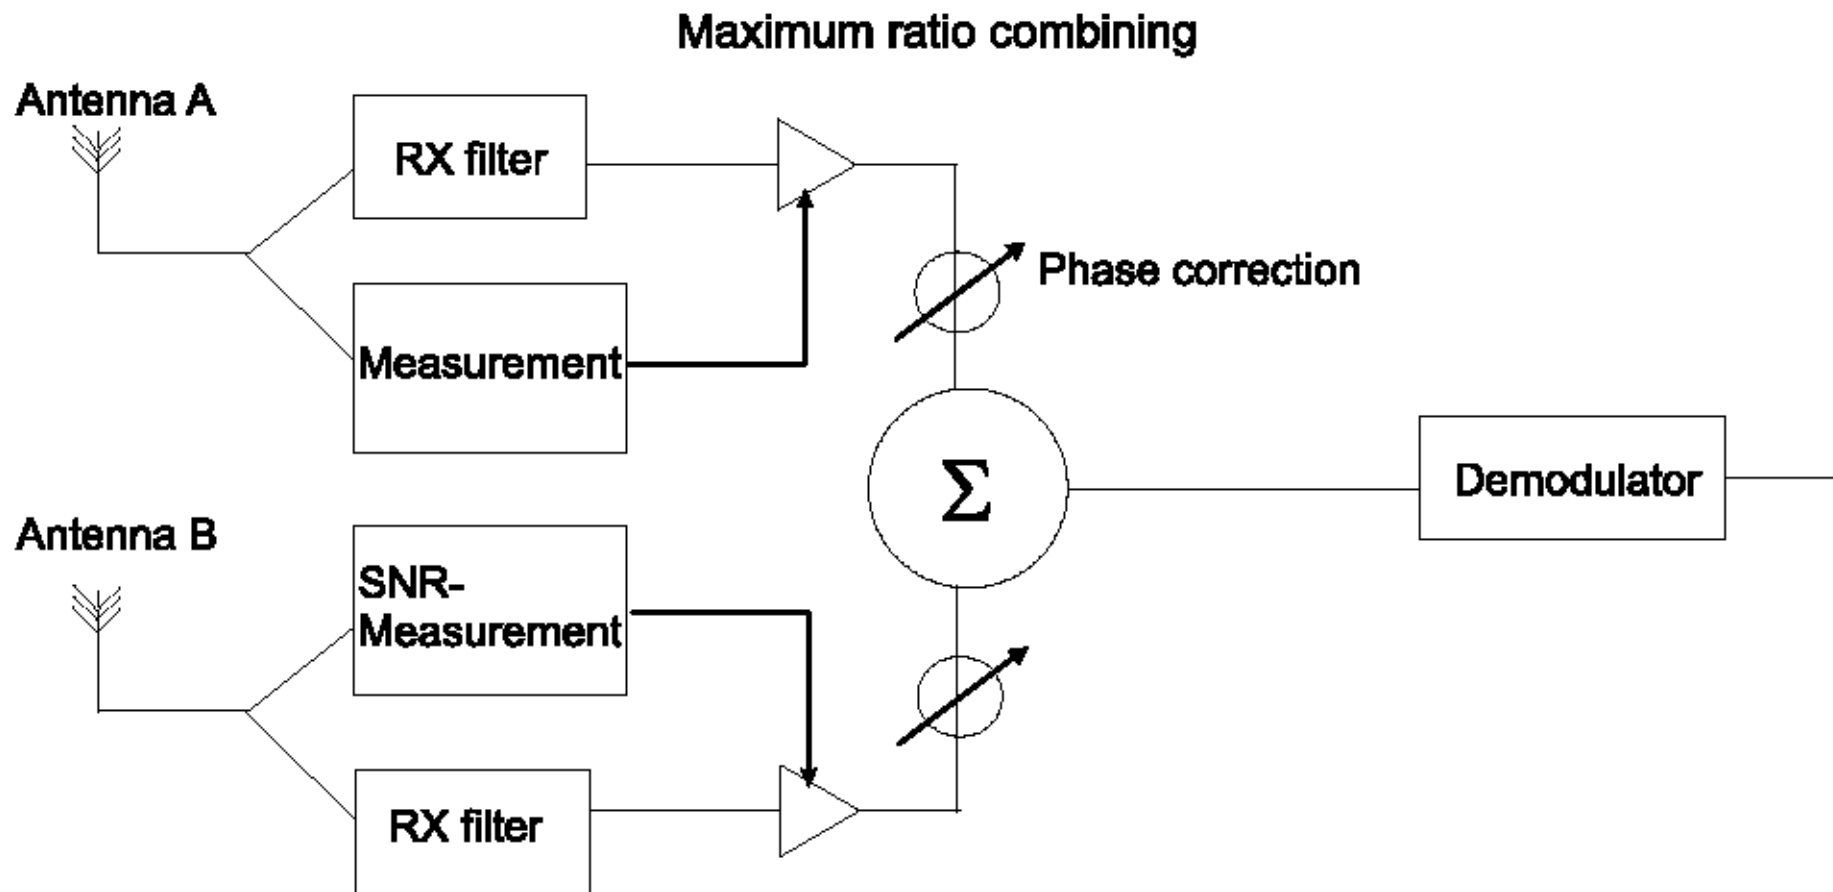 Maximum ratio combining
Antenna A
RX filter
Phase correction
Measurement
Σ
Demodulator
Antenna B
SNR-
Measurement
RX filter